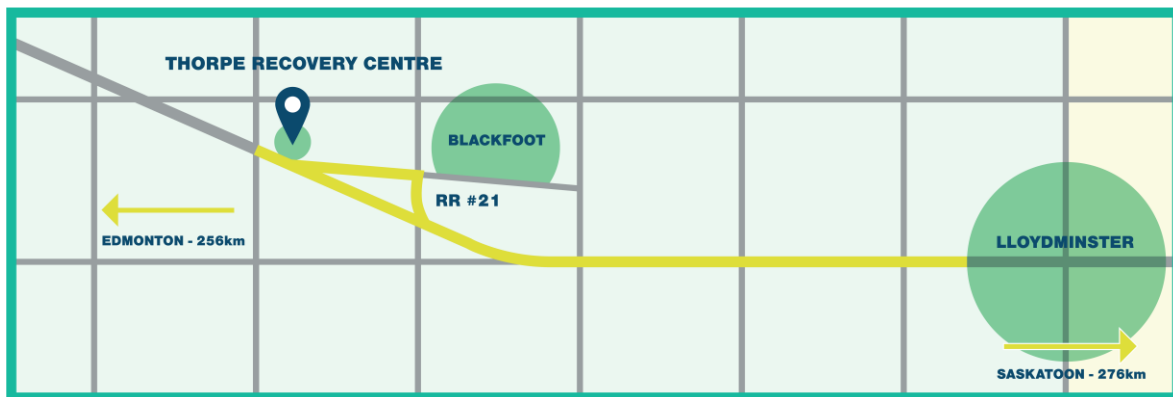 THORPE RECOVERY CENTRE
BLACKFOOT
RR #21
EDMONTON - 256km
LLOYDMINSTER
SASKATOON - 276km